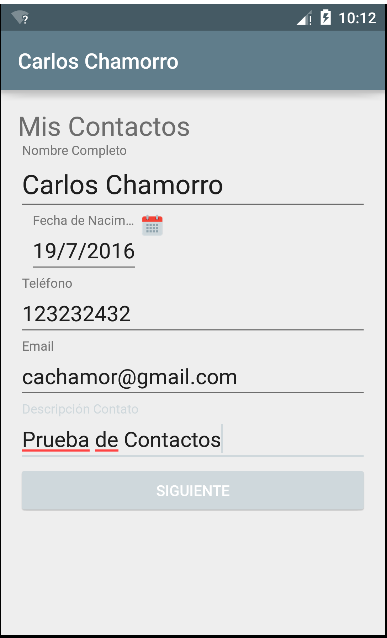 10:12
Carlos Chamorro
Mis Contactos
Nombre Completo
Carlos Chamorro
Fecha de Nacim...
19/7/2016
Teléfono
123232432
Email
cachamor@gmail.com
Descripción Contato
Prueba de Contactos
SIGUIENTE